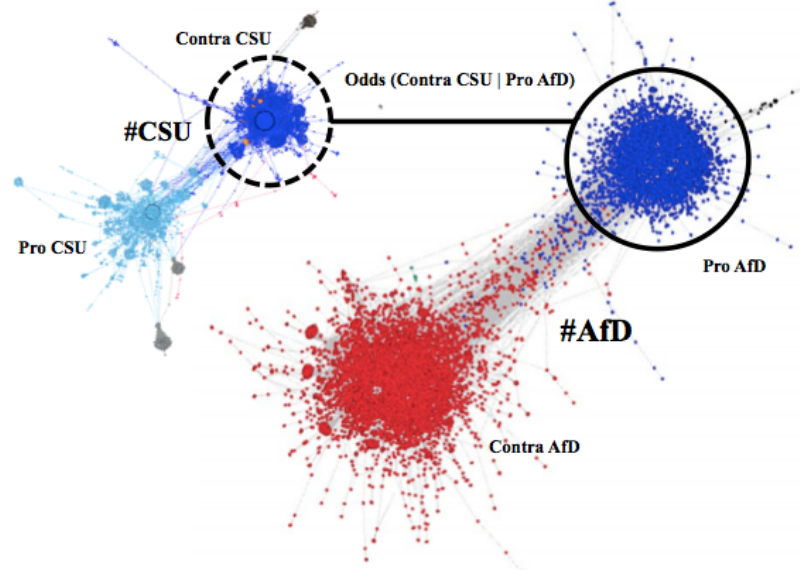 Contra CSU
Odds (Contra CSU | Pro AfD)
#CSU
Pro CSU
Pro AfD
#AfD
Contra AfD